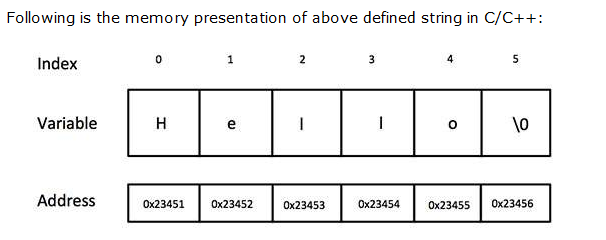 Following is the memory presentation of above defined string in C/C++:
Index 0 1 2 3 4 5
Variable H e l l o \0
Address 0x23451 0x23452 0x23453 0x23454 0x23455 0x23456